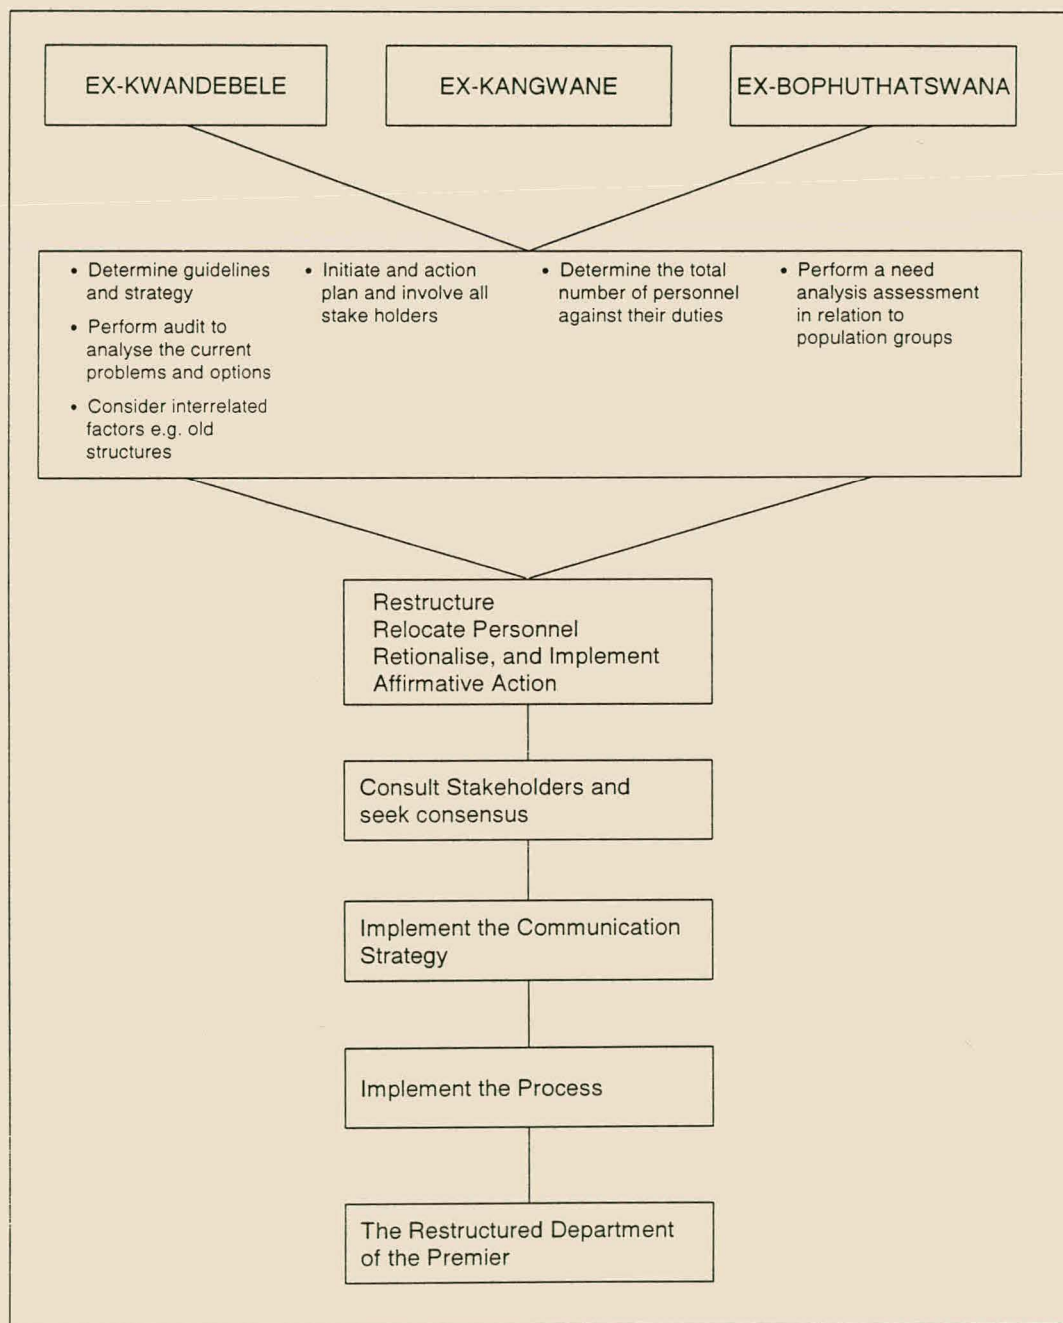 EX-KWANDEBELE
EX-KANGWANE
EX-BOPHUTHATSWANA
• Determine guidelines
and strategy
• Perform audit to
analyse the current
problems and options
• Consider interrelated
factors e.g. old
structures
• Initiate and action
plan and involve all
stake holders
• Determine the total
number of personnel
against their duties
• Perform a need
analysis assessment
in relation to
population groups
Restructure
Relocate Personnel
Retionalise, and Implement
Affirmative Action
Consult Stakeholders and
seek consensus
Implement the Communication
Strategy
Implement the Process
The Restructured Department
of the Premier